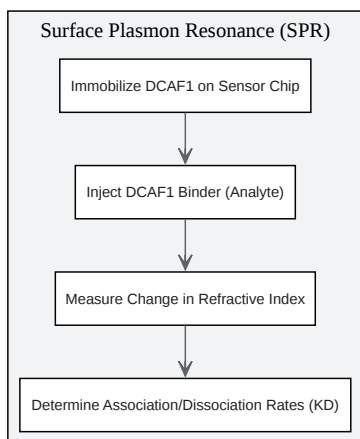 Surface Plasmon Resonance (SPR)
Immobilize DCAF1 on Sensor Chip
Inject DCAF1 Binder (Analyte)
Measure Change in Refractive Index
Determine Association/Dissociation Rates (KD)